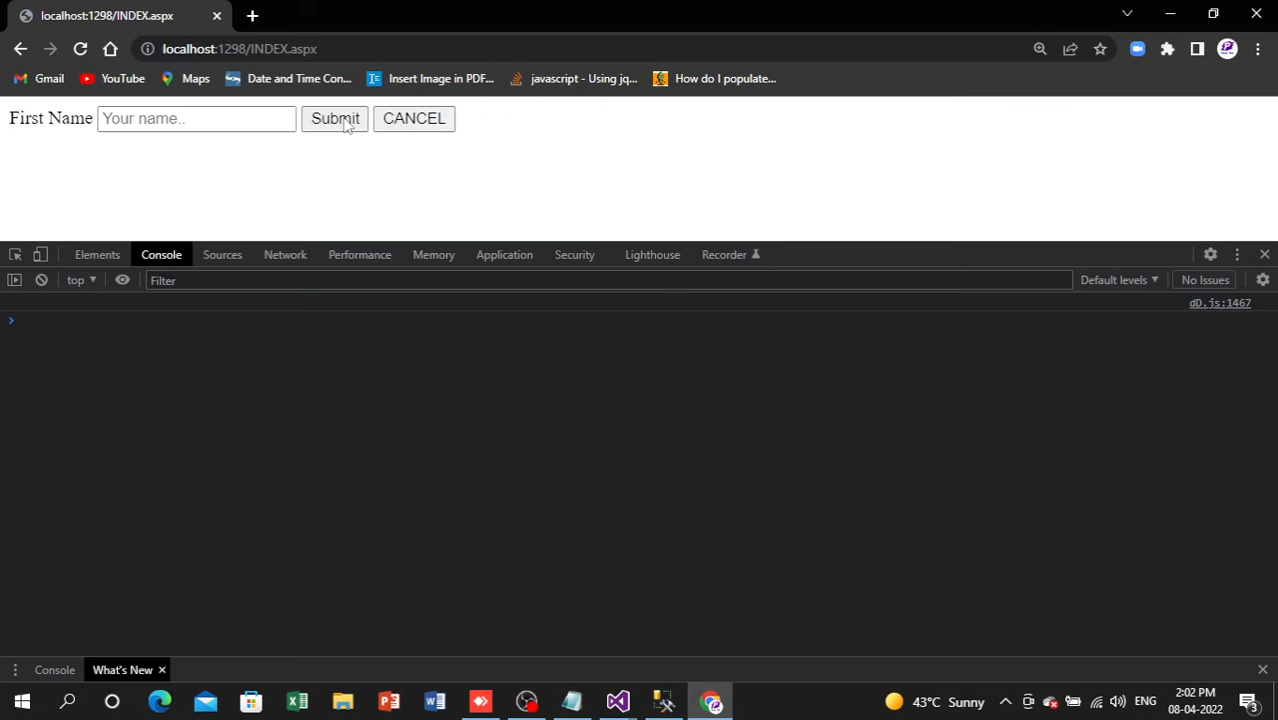 localhost:1298/INDEX.aspx
localhost:1298/INDEX.aspx
Gmail YouTube Maps Date and Time Con... Insert Image in PDF... javascript - Using jq... How do I populate...
First Name Your name.. Submit CANCEL
Elements Console Sources Network Performance Memory Application Security Lighthouse Recorder
top Filter Default levels No Issues
dD.js:1467
Console What's New
43°C Sunny ENG 2:02 PM
08-04-2022 3